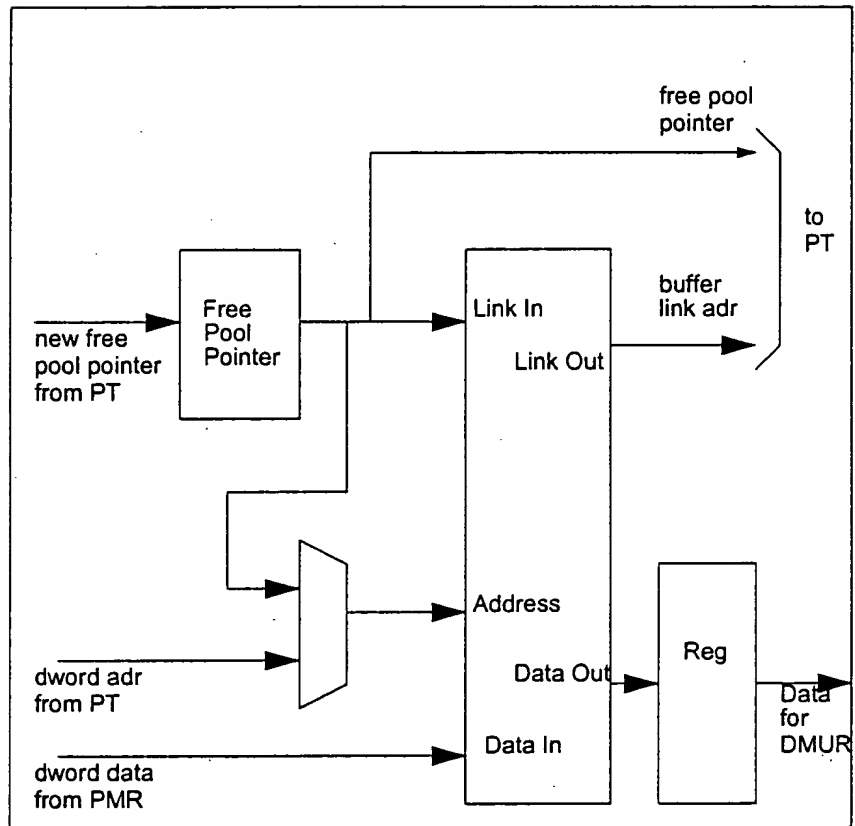 free pool
pointer
to
PT
buffer
link adr
Free
Pool
Pointer
Link In
Link Out
new free
pool pointer
from PT
Address
Reg
Data Out
dword adr
from PT
Data
for
DMUR
Data In
dword data
from PMR